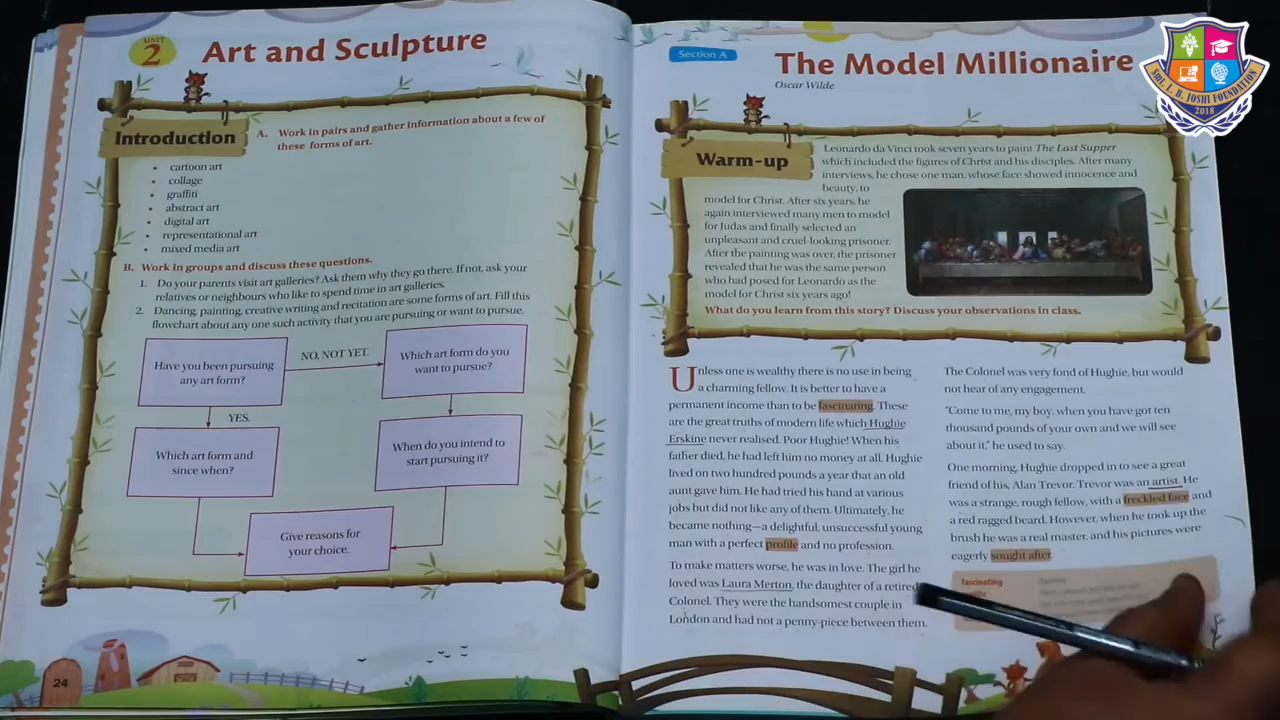 UNIT
2
Art and Sculpture
Introduction
A. Work in pairs and gather information about a few of
these forms of art.
• cartoon art
• collage
• graffiti
• abstract art
• digital art
• representational art
• mixed media art
B. Work in groups and discuss these questions.
1. Do your parents visit art galleries? Ask them why they go there. If not, ask your
relatives or neighbours who like to spend time in art galleries.
2. Dancing, painting, creative writing and recitation are some forms of art. Fill this
flowchart about any one such activity that you are pursuing or want to pursue.
Have you been pursuing
any art form?
NO, NOT YET.
Which art form do you
want to pursue?
YES.
Which art form and
since when?
When do you intend to
start pursuing it?
Give reasons for
your choice.
24
Section A
The Model Millionaire
Oscar Wilde
Warm-up
Leonardo da Vinci took seven years to paint The Last Supper
which included the figures of Christ and his disciples. After many
interviews, he chose one man, whose face showed innocence and
beauty, to
model for Christ. After six years, he
again interviewed many men to model
for Judas and finally selected an
unpleasant and cruel-looking prisoner.
After the painting was over, the prisoner
revealed that he was the same person
who had posed for Leonardo as the
model for Christ six years ago!
What do you learn from this story? Discuss your observations in class.
Unless one is wealthy there is no use in being
a charming fellow. It is better to have a
permanent income than to be fascinating. These
are the great truths of modern life which Hughie
Erskine never realised. Poor Hughie! When his
father died, he had left him no money at all. Hughie
lived on two hundred pounds a year that an old
aunt gave him. He had tried his hand at various
jobs but did not like any of them. Ultimately, he
became nothing—a delightful, unsuccessful young
man with a perfect profile and no profession.
To make matters worse, he was in love. The girl he
loved was Laura Merton, the daughter of a retired
Colonel. They were the handsomest couple in
London and had not a penny-piece between them.
The Colonel was very fond of Hughie, but would
not hear of any engagement.
"Come to me, my boy, when you have got ten
thousand pounds of your own and we will see
about it," he used to say.
One morning, Hughie dropped in to see a great
friend of his, Alan Trevor. Trevor was an artist. He
was a strange, rough fellow, with a freckled face and
a red ragged beard. However, when he took up the
brush he was a real master, and his pictures were
eagerly sought after.
fascinating
SHL. L. B. JOSHI FOUNDATION
2018